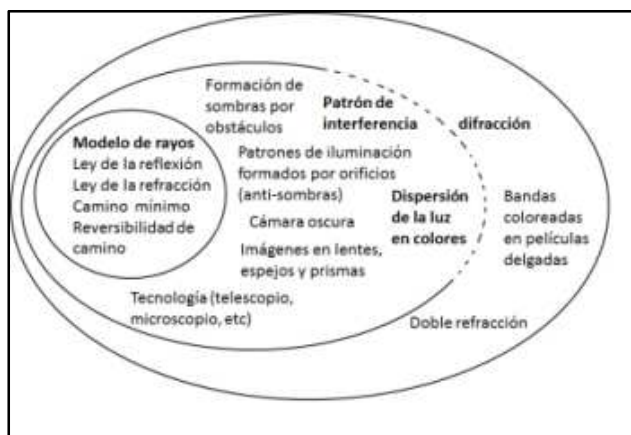 Formación de
sombras por
obstáculos
Patrón de
interferencia
difracción
Modelo de rayos
Ley de la reflexión
Ley de la refracción
Camino mínimo
Reversibilidad de
camino
Patrones de iluminación
formados por orificios
(anti-sombras)
Cámara oscura
Imágenes en lentes,
espejos y prismas
Dispersión
de la luz
en colores
Bandas
coloreadas
en películas
delgadas
Tecnología (telescopio,
microscopio, etc)
Doble refracción